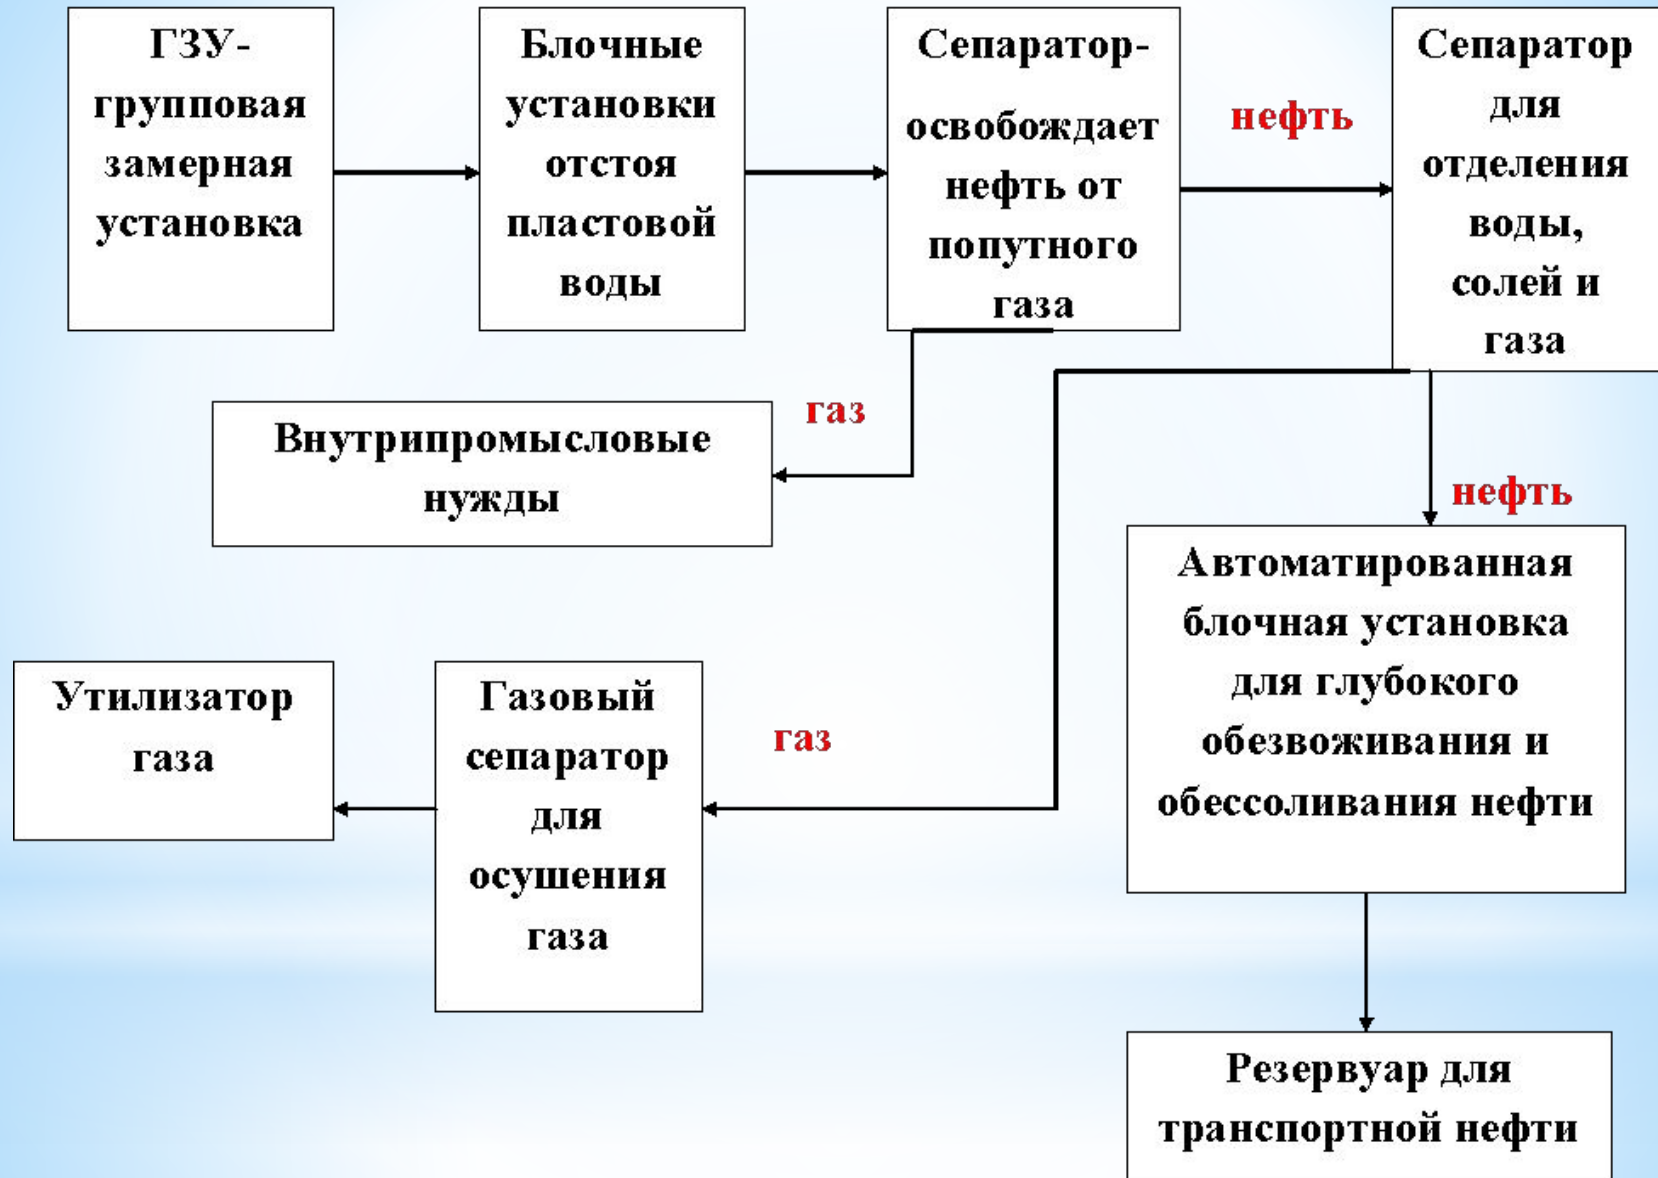 ГЗУ-
групповая
замерная
установка
Блочные
установки
отстоя
пластовой
воды
Сепаратор-
освобождает
нефть от
попутного
газа
нефть
Сепаратор
для
отделения
воды,
солей и
газа
газ
Внутрипромысловые
нужды
нефть
Автоматированная
блочная установка
для глубокого
обезвоживания и
обессоливания нефти
Утилизатор
газа
Газовый
сепаратор
для
осушения
газа
газ
Резервуар для
транспортной нефти